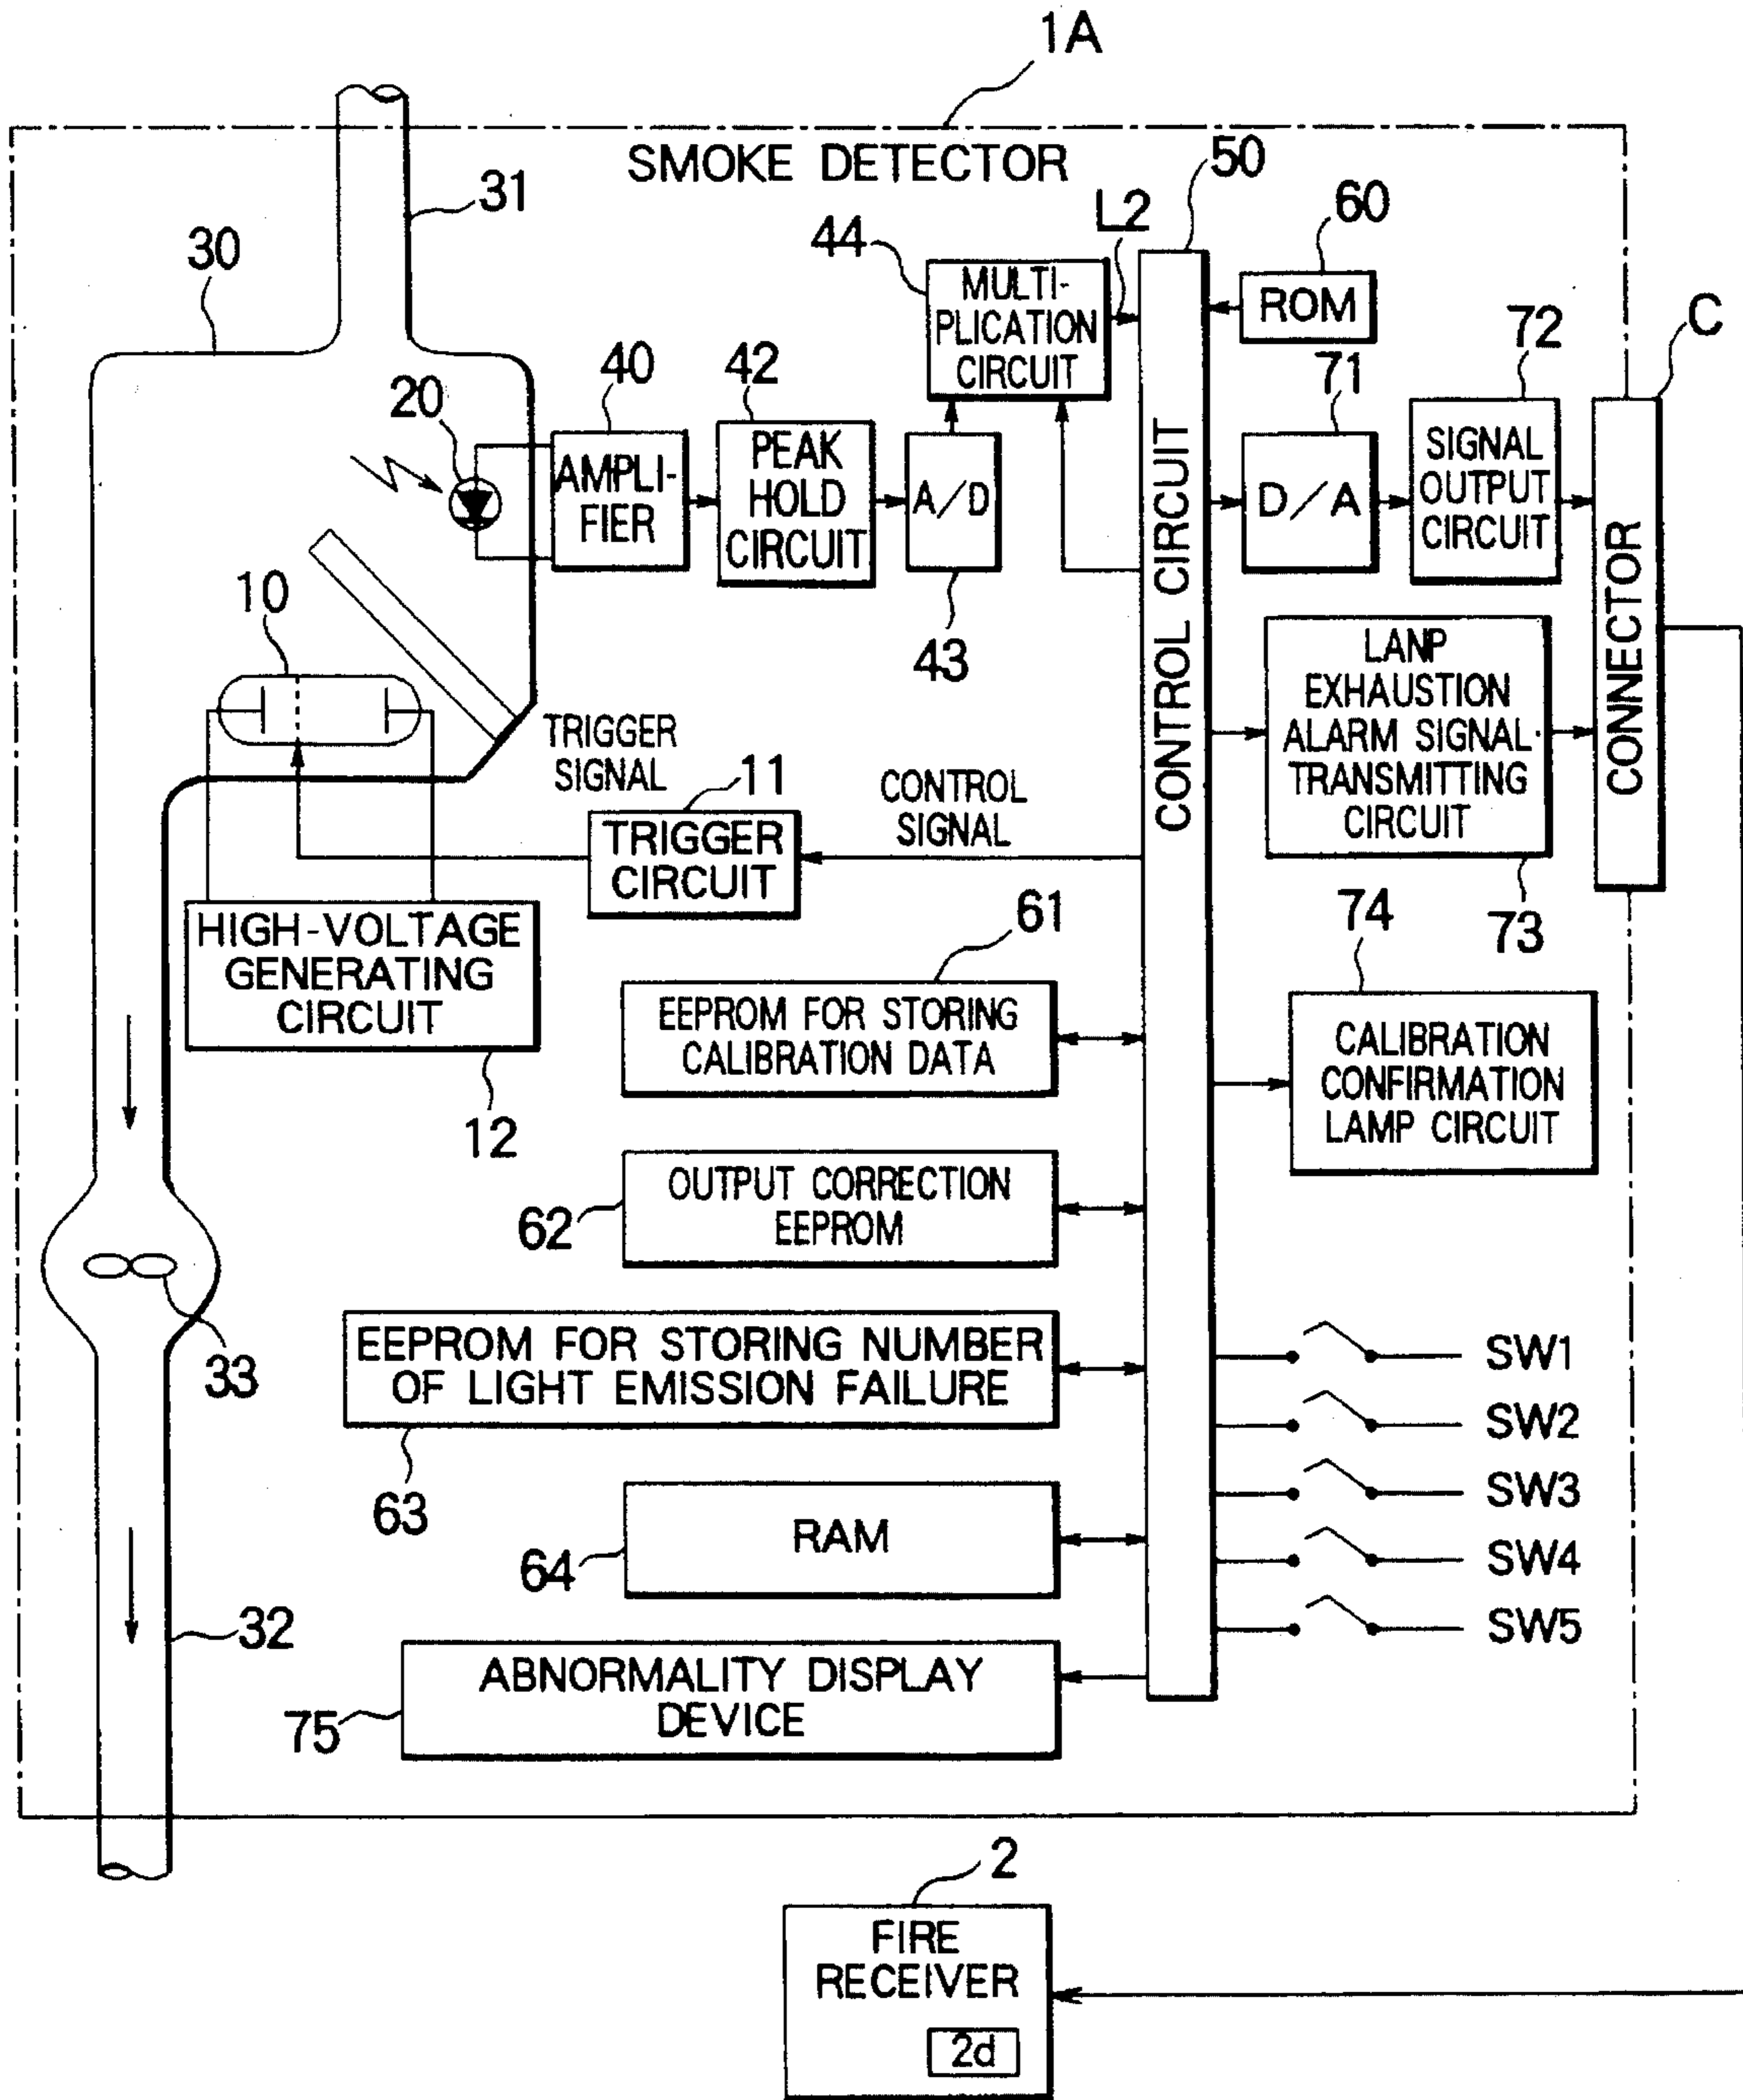 1A
SMOKE DETECTOR
31
30
50
L2
60
44
MULTI-
PLICATION
CIRCUIT
ROM
C
72
71
40
42
20
AMPLI-
FIER
PEAK
HOLD
CIRCUIT
A/D
43
CONTROL CIRCUIT
D/A
SIGNAL
OUTPUT
CIRCUIT
CONNECTOR
10
LANP
EXHAUSTION
ALARM SIGNAL-
TRANSMITTING
CIRCUIT
73
TRIGGER
SIGNAL
11
TRIGGER
CIRCUIT
CONTROL
SIGNAL
HIGH-VOLTAGE
GENERATING
CIRCUIT
12
61
EEPROM FOR STORING
CALIBRATION DATA
74
CALIBRATION
CONFIRMATION
LAMP CIRCUIT
62
OUTPUT CORRECTION
EEPROM
33
EEPROM FOR STORING NUMBER
OF LIGHT EMISSION FAILURE
63
SW1
SW2
SW3
SW4
SW5
64
RAM
32
75
ABNORMALITY DISPLAY
DEVICE
2
FIRE
RECEIVER
2d